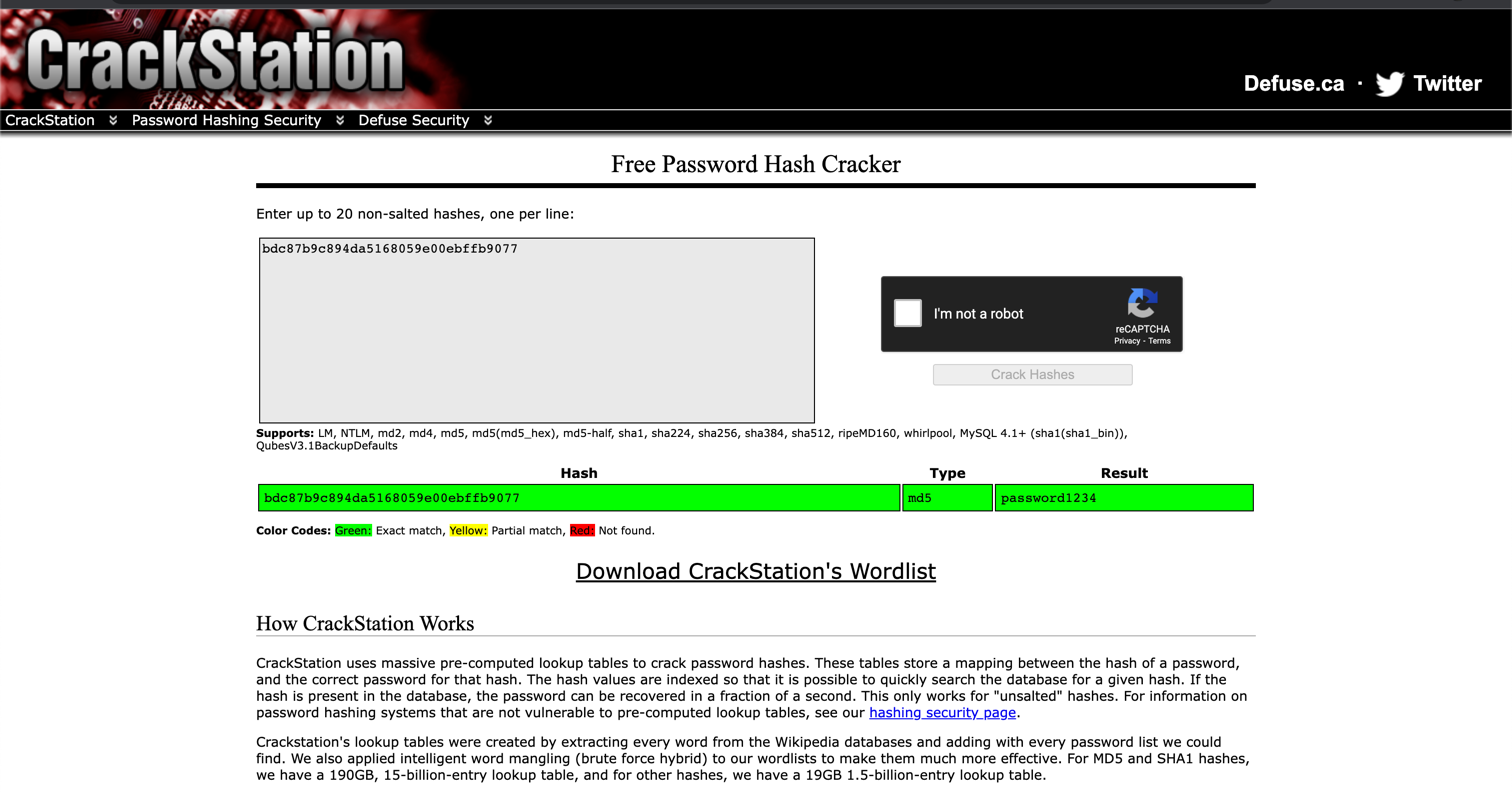 CrackStation
Defuse.ca · Twitter
CrackStation Password Hashing Security Defuse Security
Free Password Hash Cracker
Enter up to 20 non-salted hashes, one per line:
bdc87b9c894da5168059e00ebffb9077
I'm not a robot
reCAPTCHA
Privacy - Terms
Crack Hashes
Supports: LM, NTLM, md2, md4, md5, md5(md5_hex), md5-half, sha1, sha224, sha256, sha384, sha512, ripeMD160, whirlpool, MySQL 4.1+ (sha1(sha1_bin)),
QubesV3.1BackupDefaults
Hash Type Result
bdc87b9c894da5168059e00ebffb9077 md5 password1234
Color Codes: Green: Exact match, Yellow: Partial match, Red: Not found.
Download CrackStation's Wordlist
How CrackStation Works
CrackStation uses massive pre-computed lookup tables to crack password hashes. These tables store a mapping between the hash of a password,
and the correct password for that hash. The hash values are indexed so that it is possible to quickly search the database for a given hash. If the
hash is present in the database, the password can be recovered in a fraction of a second. This only works for "unsalted" hashes. For information on
password hashing systems that are not vulnerable to pre-computed lookup tables, see our hashing security page.
Crackstation's lookup tables were created by extracting every word from the Wikipedia databases and adding with every password list we could
find. We also applied intelligent word mangling (brute force hybrid) to our wordlists to make them much more effective. For MD5 and SHA1 hashes,
we have a 190GB, 15-billion-entry lookup table, and for other hashes, we have a 19GB 1.5-billion-entry lookup table.